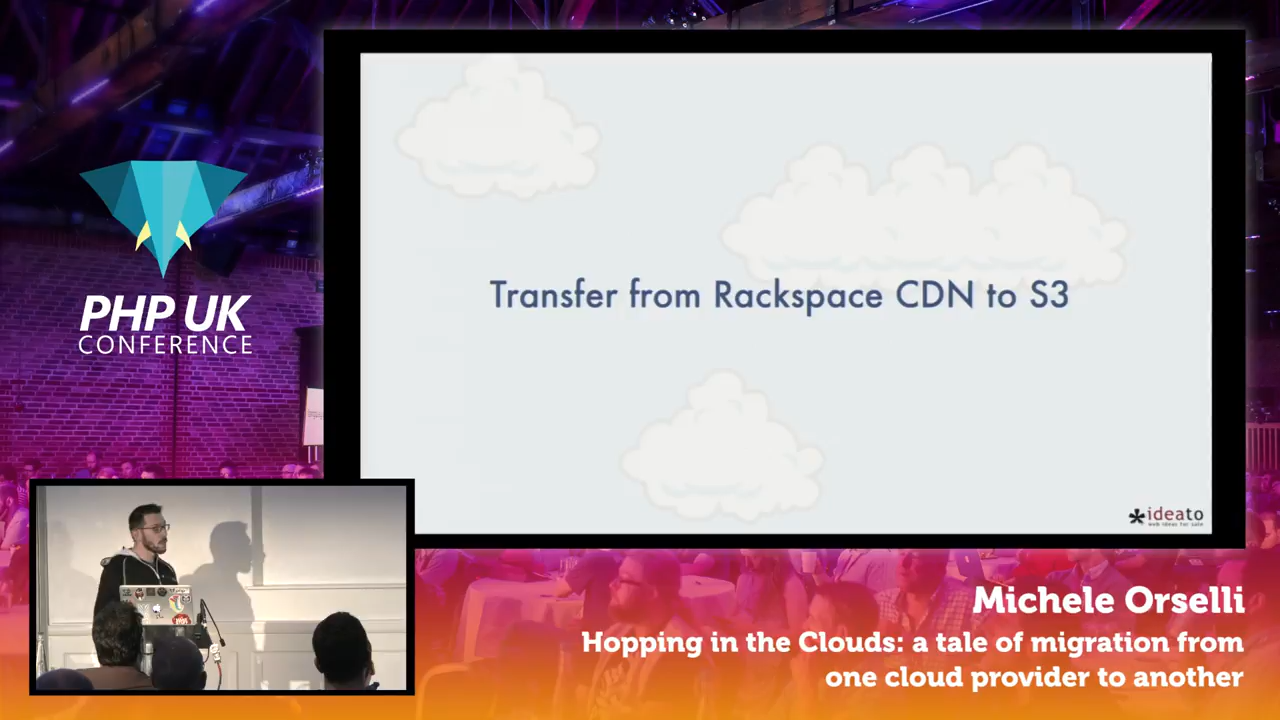 Transfer from Rackspace CDN to S3
*ideato
web ideas for sale
PHP UK
CONFERENCE
Michele Orselli
Hopping in the Clouds: a tale of migration from
one cloud provider to another